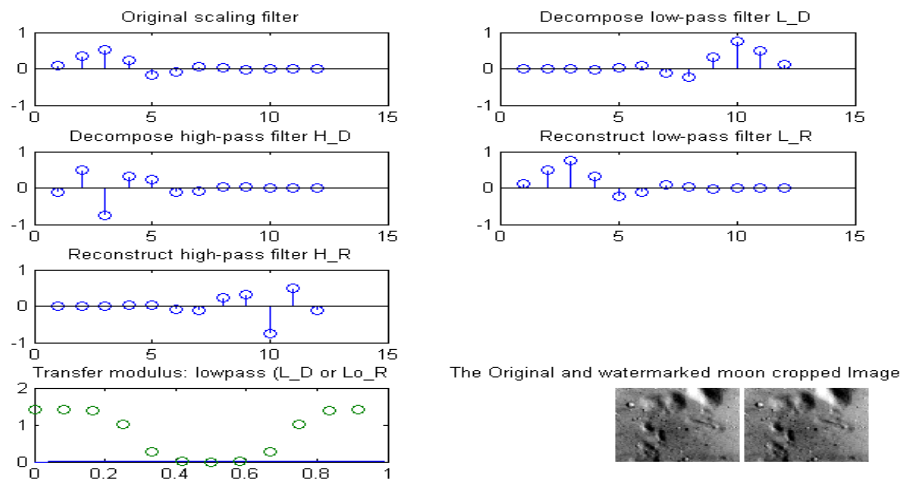 Original scaling filter
1
0
-1
0 5 10 15
Decompose low-pass filter L_D
1
0
-1
0 5 10 15
Decompose high-pass filter H_D
1
0
-1
0 5 10 15
Reconstruct low-pass filter L_R
1
0
-1
0 5 10 15
Reconstruct high-pass filter H_R
1
0
-1
0 5 10 15
Transfer modulus: lowpass (L_D or Lo_R
2
1
0
0 0.2 0.4 0.6 0.8 1
The Original and watermarked moon cropped Image